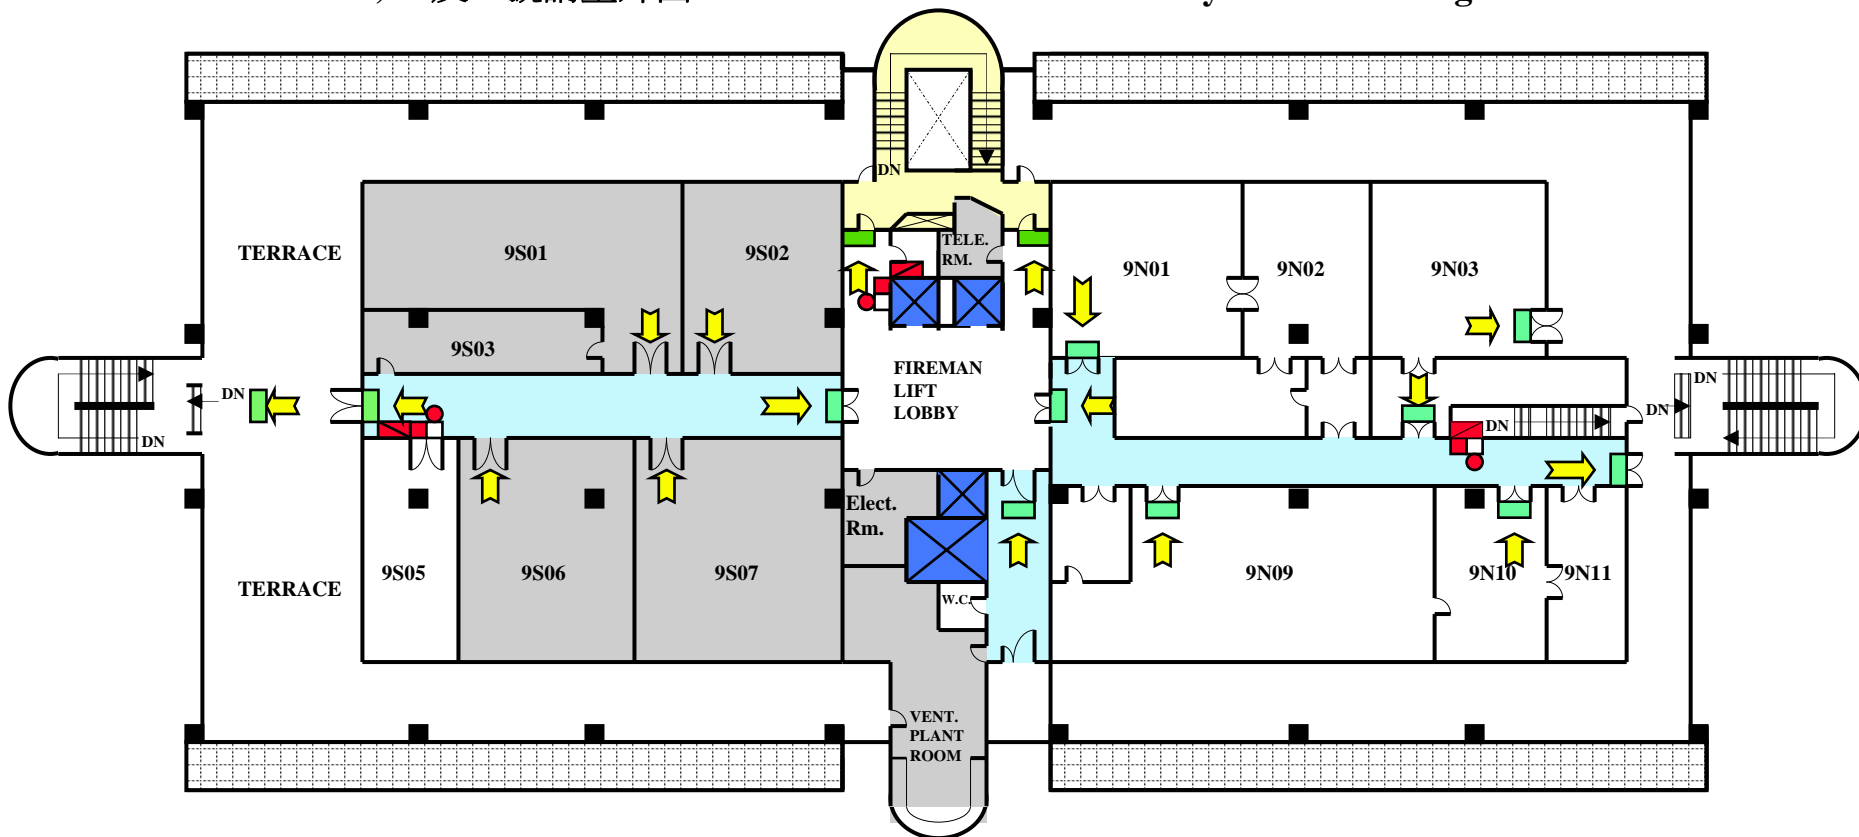 DN
TERRACE
9S01
9S02
TELE.
RM.
9N01
9N02
9N03
9S03
FIREMAN
LIFT
LOBBY
DN
DN
DN
DN
DN
DN
Elect.
Rm.
TERRACE
9S05
9S06
9S07
W.C.
9N09
9N10
9N11
VENT.
PLANT
ROOM